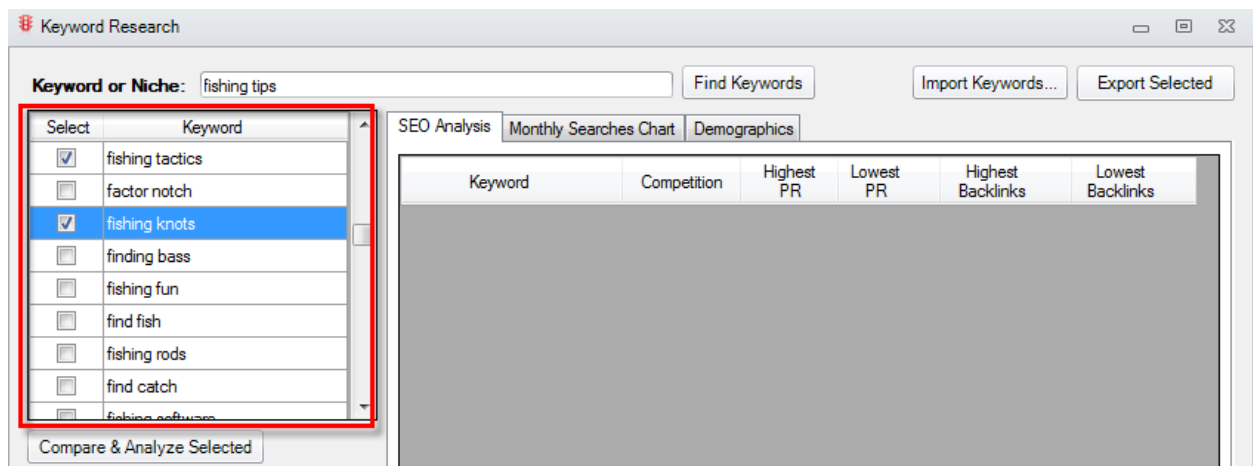 Keyword Research
Keyword or Niche: fishing tips Find Keywords Import Keywords... Export Selected
Select Keyword
fishing tactics
factor notch
fishing knots
finding bass
fishing fun
find fish
fishing rods
find catch
fishing software
Compare & Analyze Selected
SEO Analysis Monthly Searches Chart Demographics
Keyword Competition Highest PR Lowest PR Highest Backlinks Lowest Backlinks